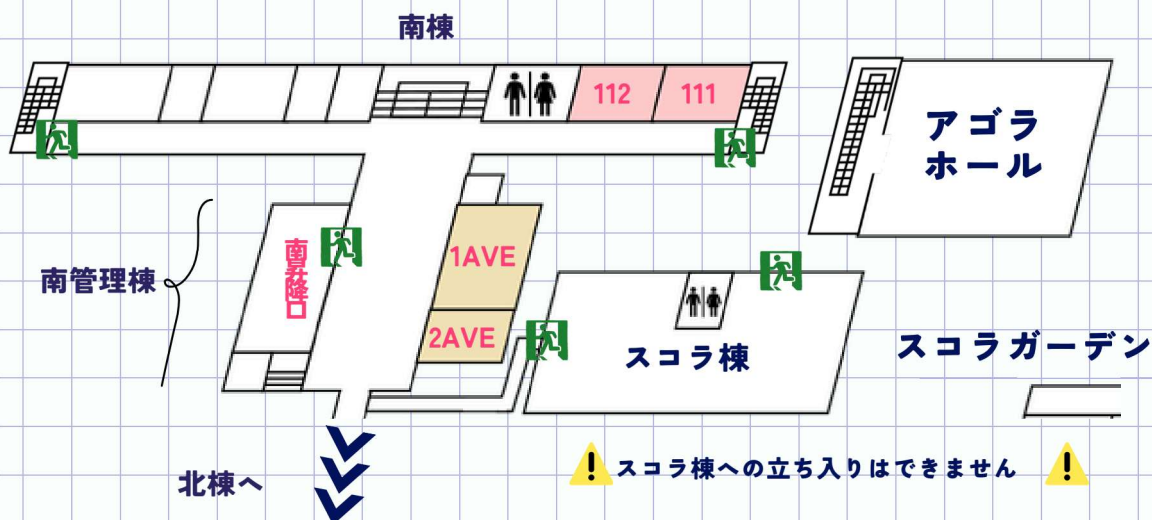 南棟
112
111
アゴラ
ホール
南管理棟
南昇降口
1AVE
2AVE
スコラ棟
スコラガーデン
北棟へ
スコラ棟への立ち入りはできません